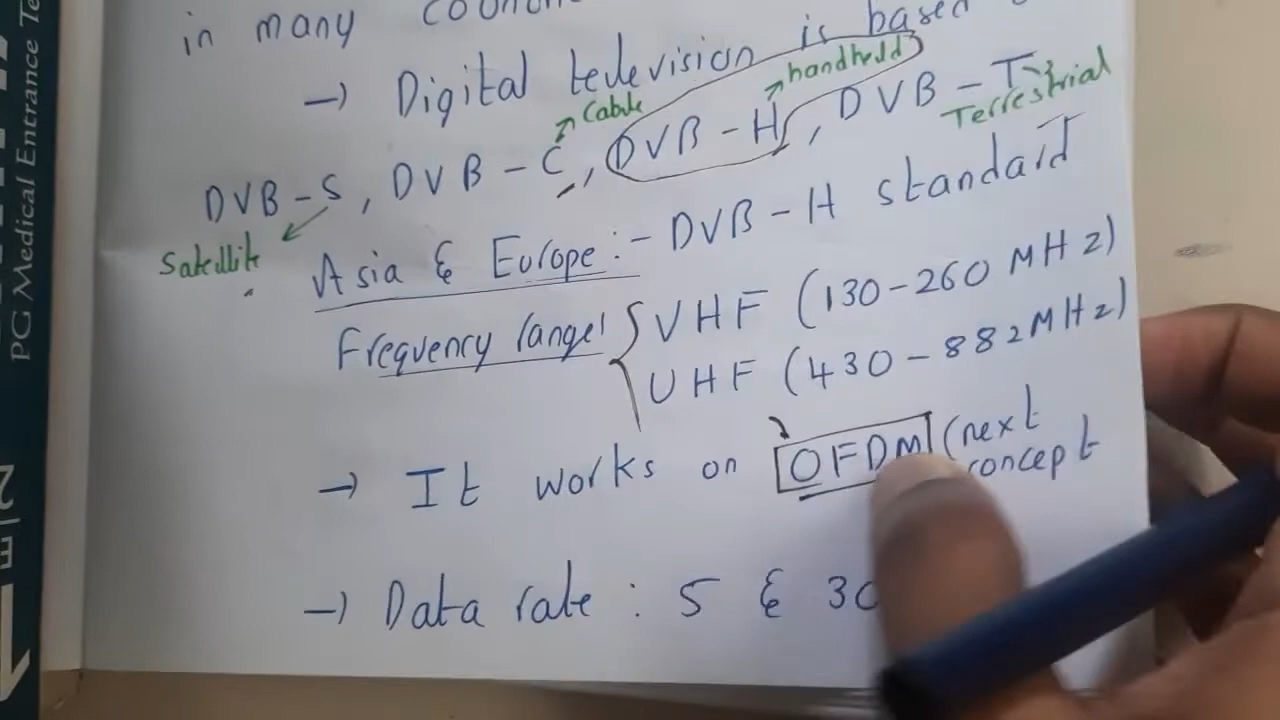 in many
→ Digital television is based
handheld
Cable
DVB-S, DVB-C, DVB-H, DVB-T
Terrestrial
Satellite
Asia & Europe:- DVB-H standard
Frequency range: { VHF (130-260 MHz)
UHF (430-882MHz)
→ It works on OFDM (next
concept
→ Data rate : 5 & 30
PG Medical Entrance Te